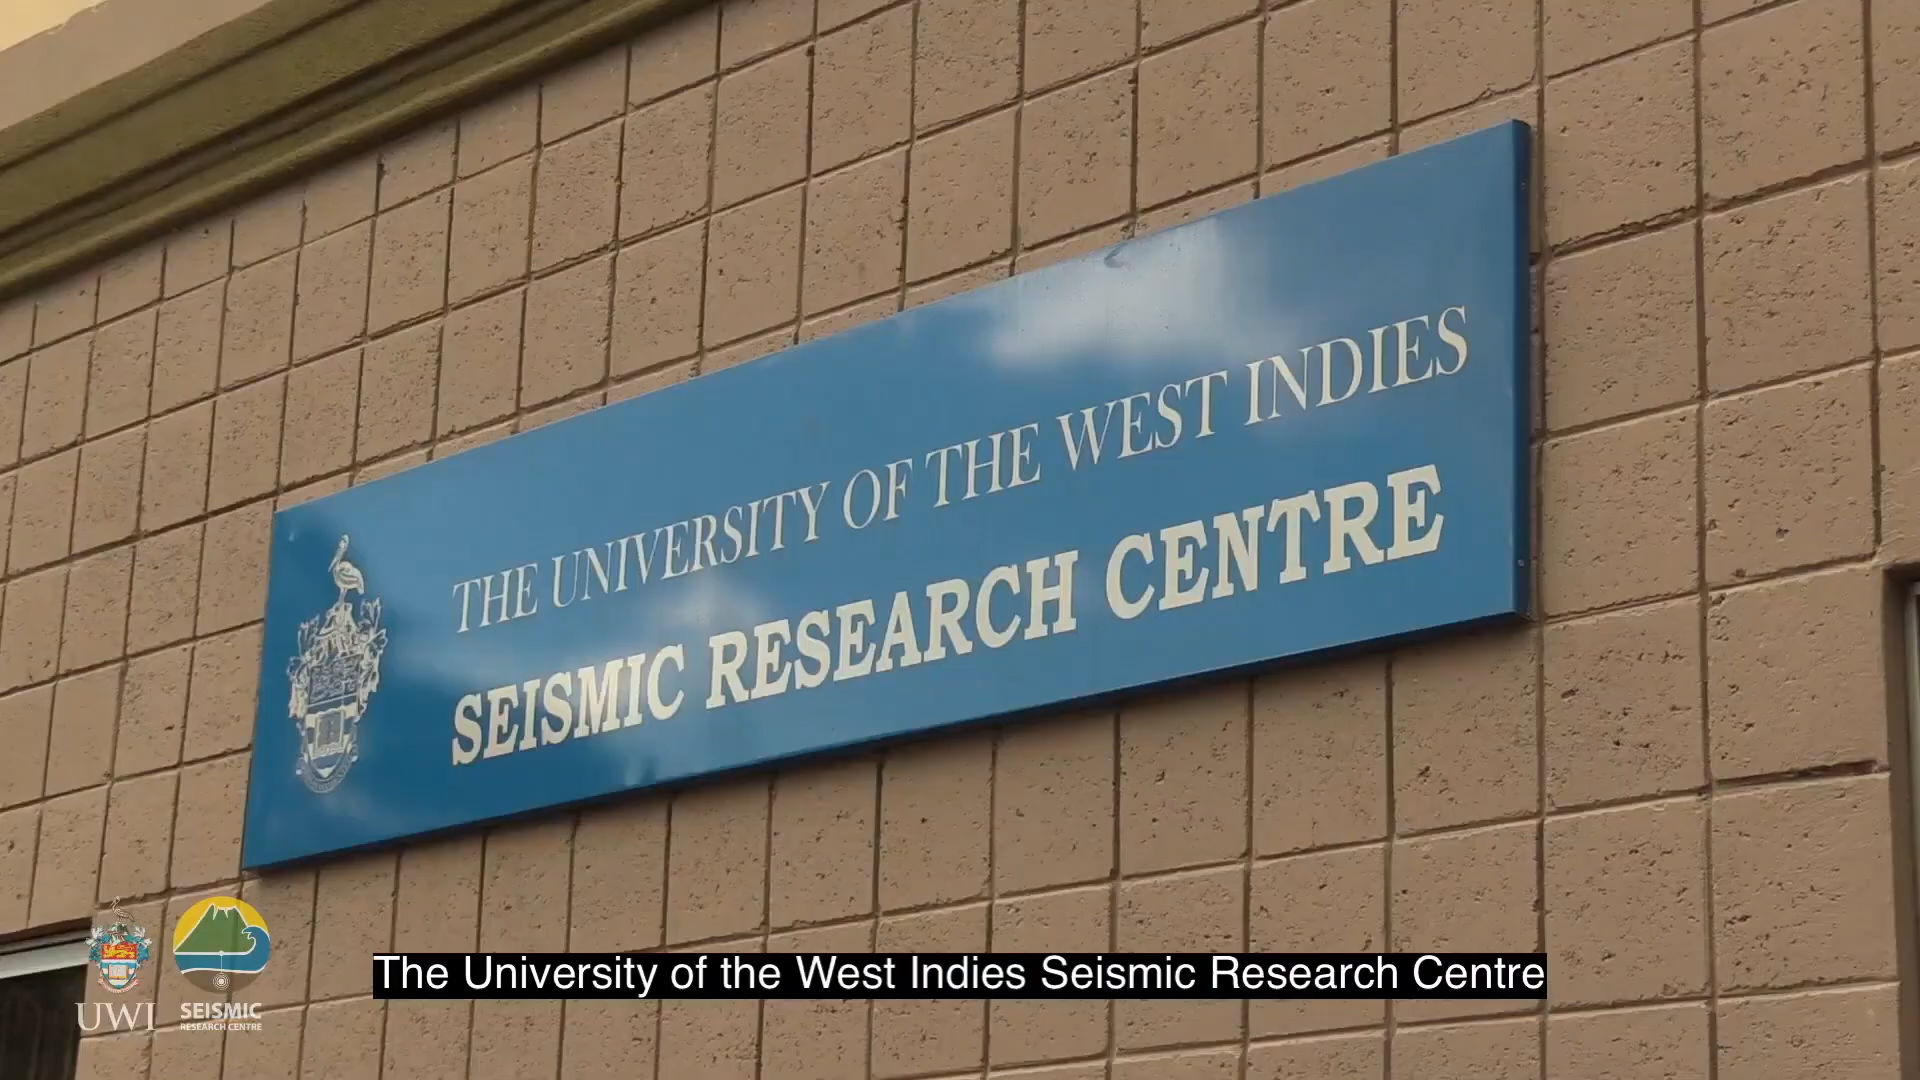 THE UNIVERSITY OF THE WEST INDIES
SEISMIC RESEARCH CENTRE
The University of the West Indies Seismic Research Centre
UWI
SEISMIC
RESEARCH CENTRE